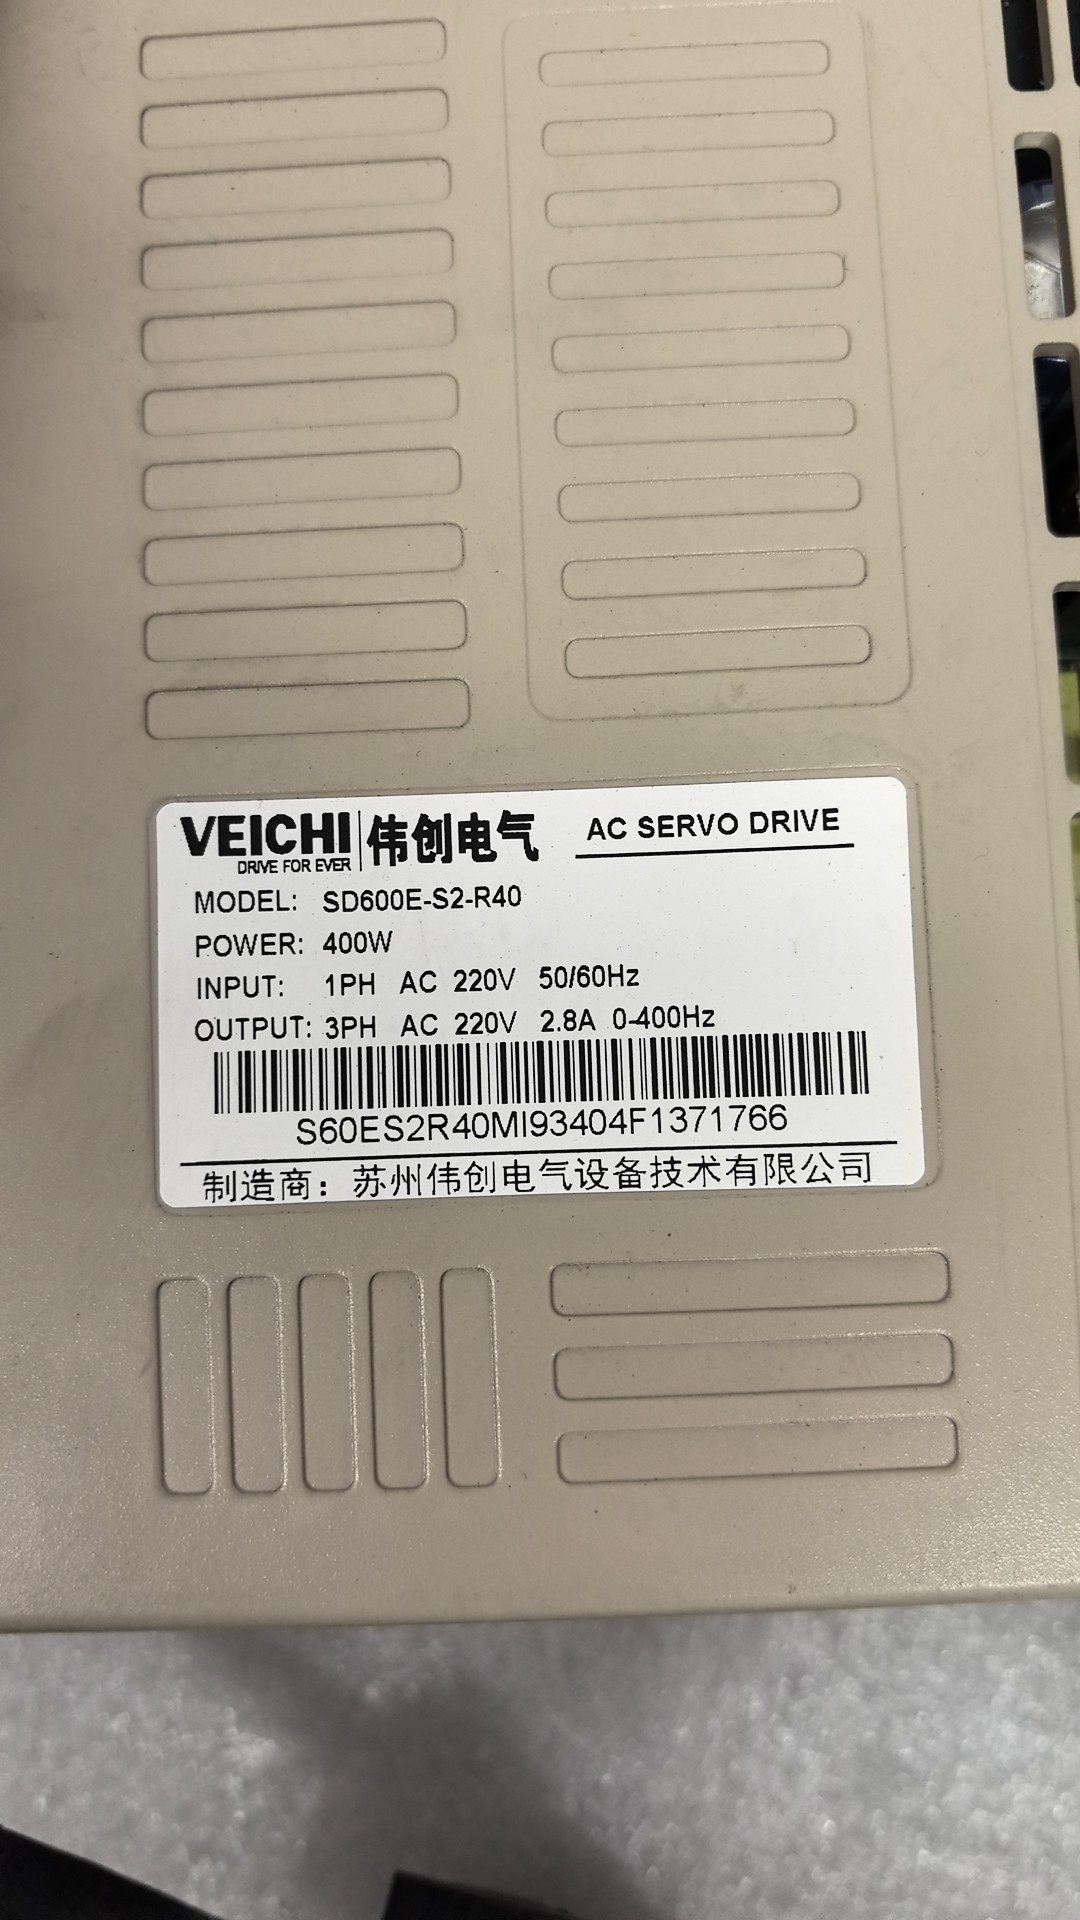 VEICHI 伟创电气 AC SERVO DRIVE
DRIVE FOR EVER
MODEL: SD600E-S2-R40
POWER: 400W
INPUT: 1PH AC 220V 50/60Hz
OUTPUT: 3PH AC 220V 2.8A 0-400Hz
S60ES2R40MI93404F1371766
制造商：苏州伟创电气设备技术有限公司